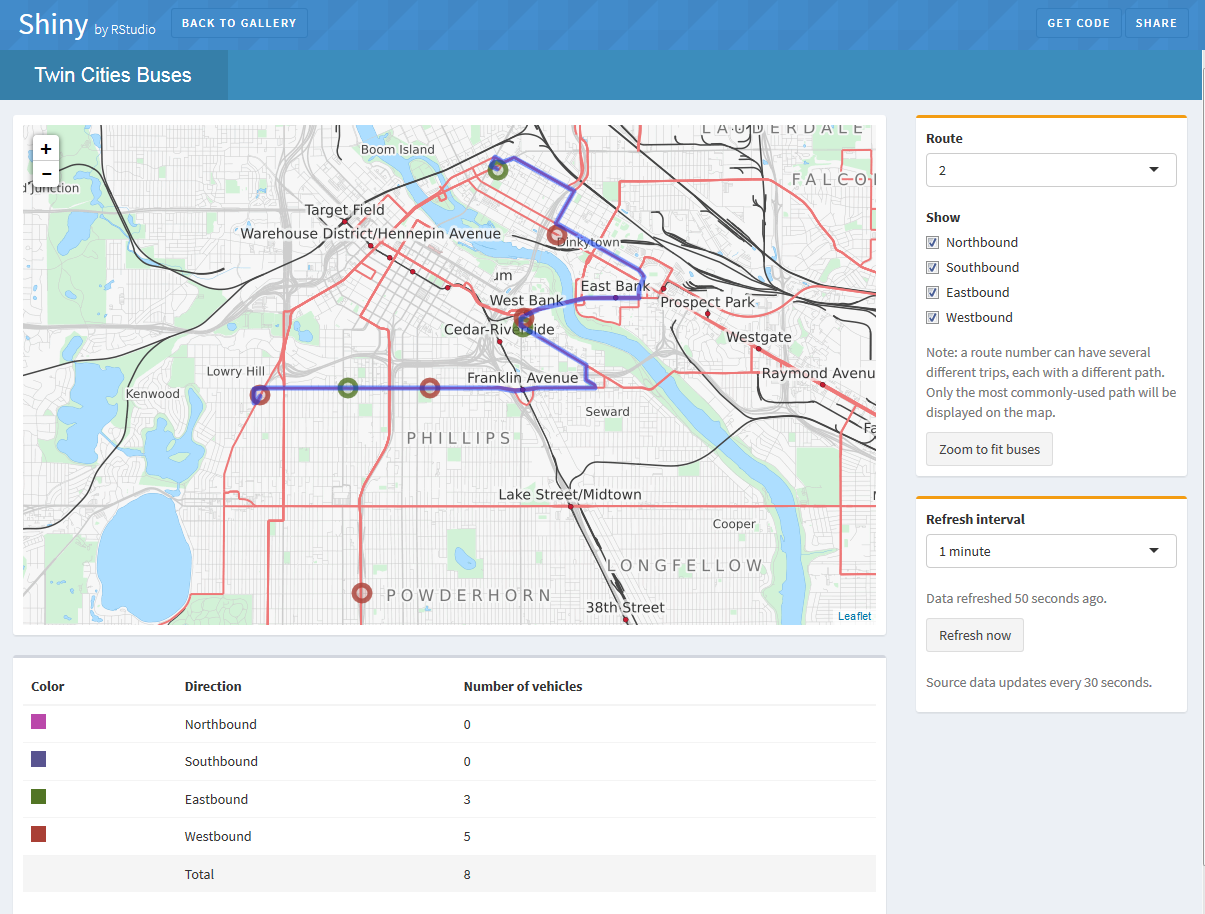 Shiny by RStudio BACK TO GALLERY GET CODE SHARE
Twin Cities Buses
+
−
Boom Island
LAUDERDALE
Target Field
Warehouse District/Hennepin Avenue
Dinkytown
um
East Bank
West Bank
Prospect Park
Cedar-Riverside
Westgate
Lowry Hill
Franklin Avenue
Raymond Avenu
Kenwood
Seward
PHILLIPS
Lake Street/Midtown
Cooper
LONGFELLOW
POWDERHORN
38th Street
Leaflet
Route
2
Show
Northbound
Southbound
Eastbound
Westbound
Note: a route number can have several
different trips, each with a different path.
Only the most commonly-used path will be
displayed on the map.
Zoom to fit buses
Refresh interval
1 minute
Data refreshed 50 seconds ago.
Refresh now
Source data updates every 30 seconds.
Color Direction Number of vehicles
Northbound 0
Southbound 0
Eastbound 3
Westbound 5
Total 8